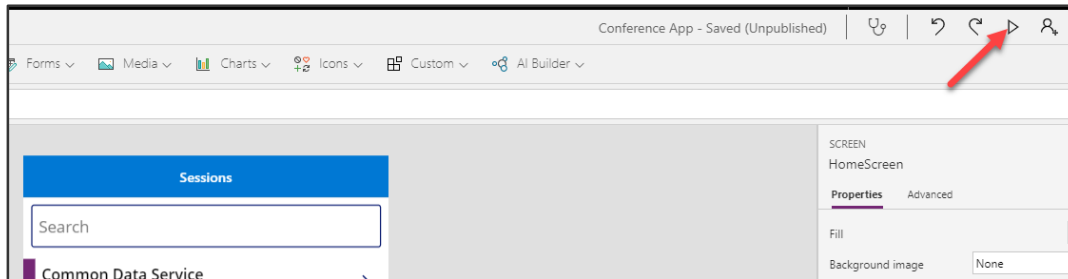 Conference App - Saved (Unpublished)
Forms Media Charts Icons Custom AI Builder
SCREEN
HomeScreen
Properties Advanced
Fill
Background image None
Sessions
Search
Common Data Service